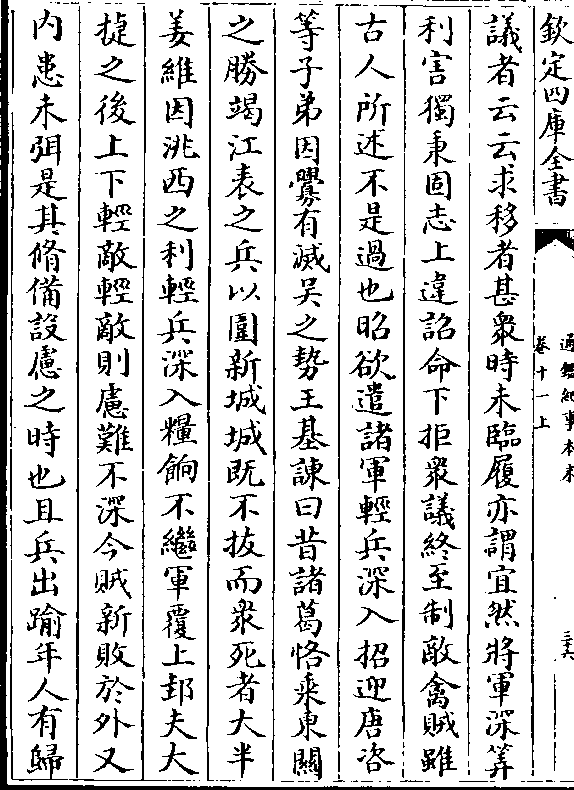 欽定四庫全書
通鑑紀事本末
卷十一上
三六
議者云云求移者甚衆時未臨履亦謂宜然將軍深筭
利害獨秉固志上違詔命下拒衆議終至制敵禽賊雖
古人所述不是過也昭欲遣諸軍輕兵深入招迎唐咨
等子弟因釁有滅吴之勢王基諫曰昔諸葛恪乗東關
之勝竭江表之兵以圍新城城既不拔而衆死者大半
姜維因洮西之利輕兵深入糧餉不繼軍覆上邽夫大
捷之後上下輕敵輕敵則慮難不深今賊新敗於外又
内患未弭是其脩備設慮之時也且兵出踰年人有歸